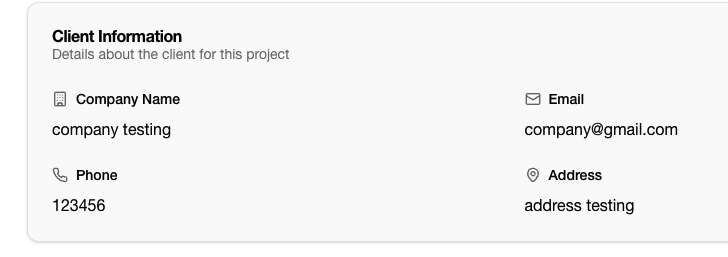 Client Information
Details about the client for this project
Company Name
company testing
Email
company@gmail.com
Phone
123456
Address
address testing